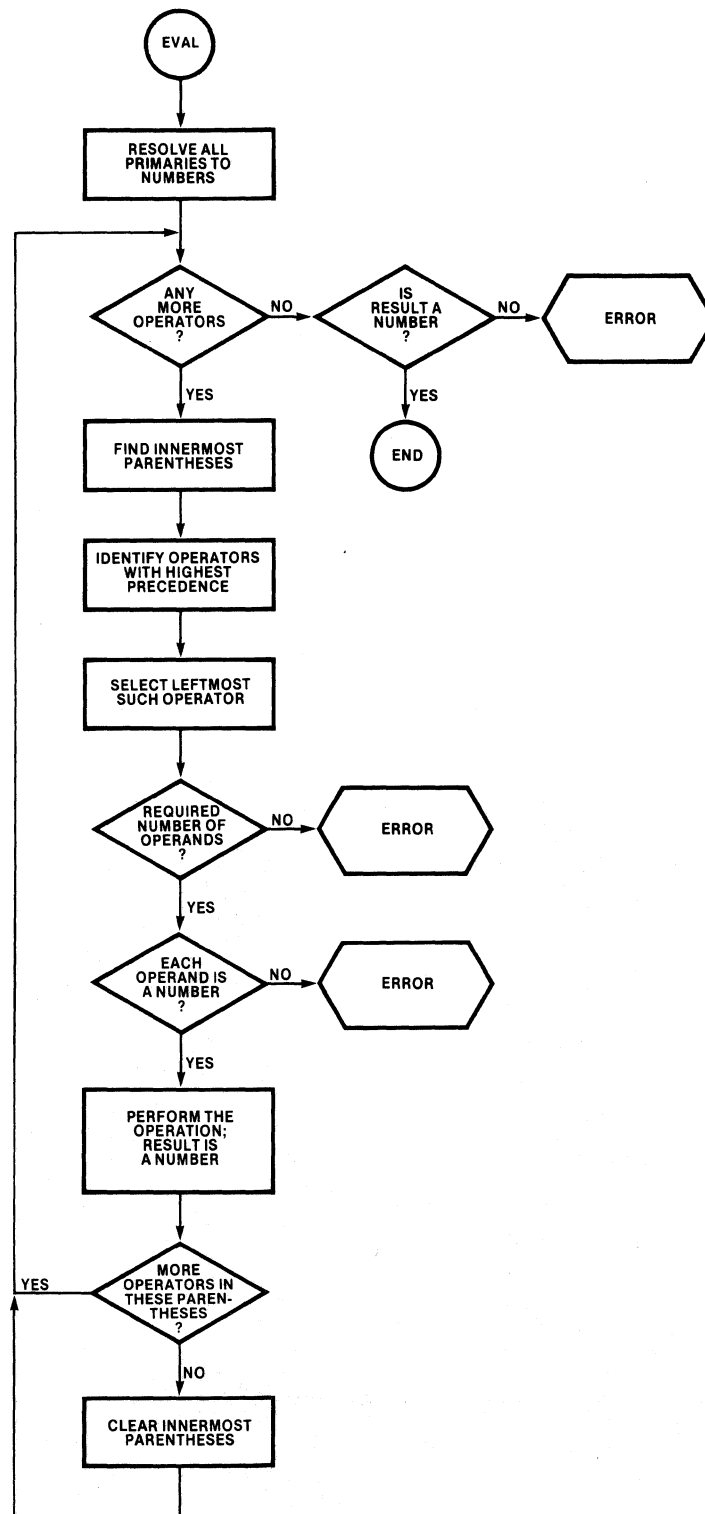 EVAL
RESOLVE ALL
PRIMARIES TO
NUMBERS
ANY
MORE
OPERATORS
?
NO
IS
RESULT A
NUMBER
?
NO
ERROR
YES
YES
FIND INNERMOST
PARENTHESES
END
IDENTIFY OPERATORS
WITH HIGHEST
PRECEDENCE
SELECT LEFTMOST
SUCH OPERATOR
REQUIRED
NUMBER OF
OPERANDS
?
NO
ERROR
YES
EACH
OPERAND IS
A NUMBER
?
NO
ERROR
YES
PERFORM THE
OPERATION;
RESULT IS
A NUMBER
MORE
OPERATORS IN
THESE PAREN-
THESES
?
YES
NO
CLEAR INNERMOST
PARENTHESES